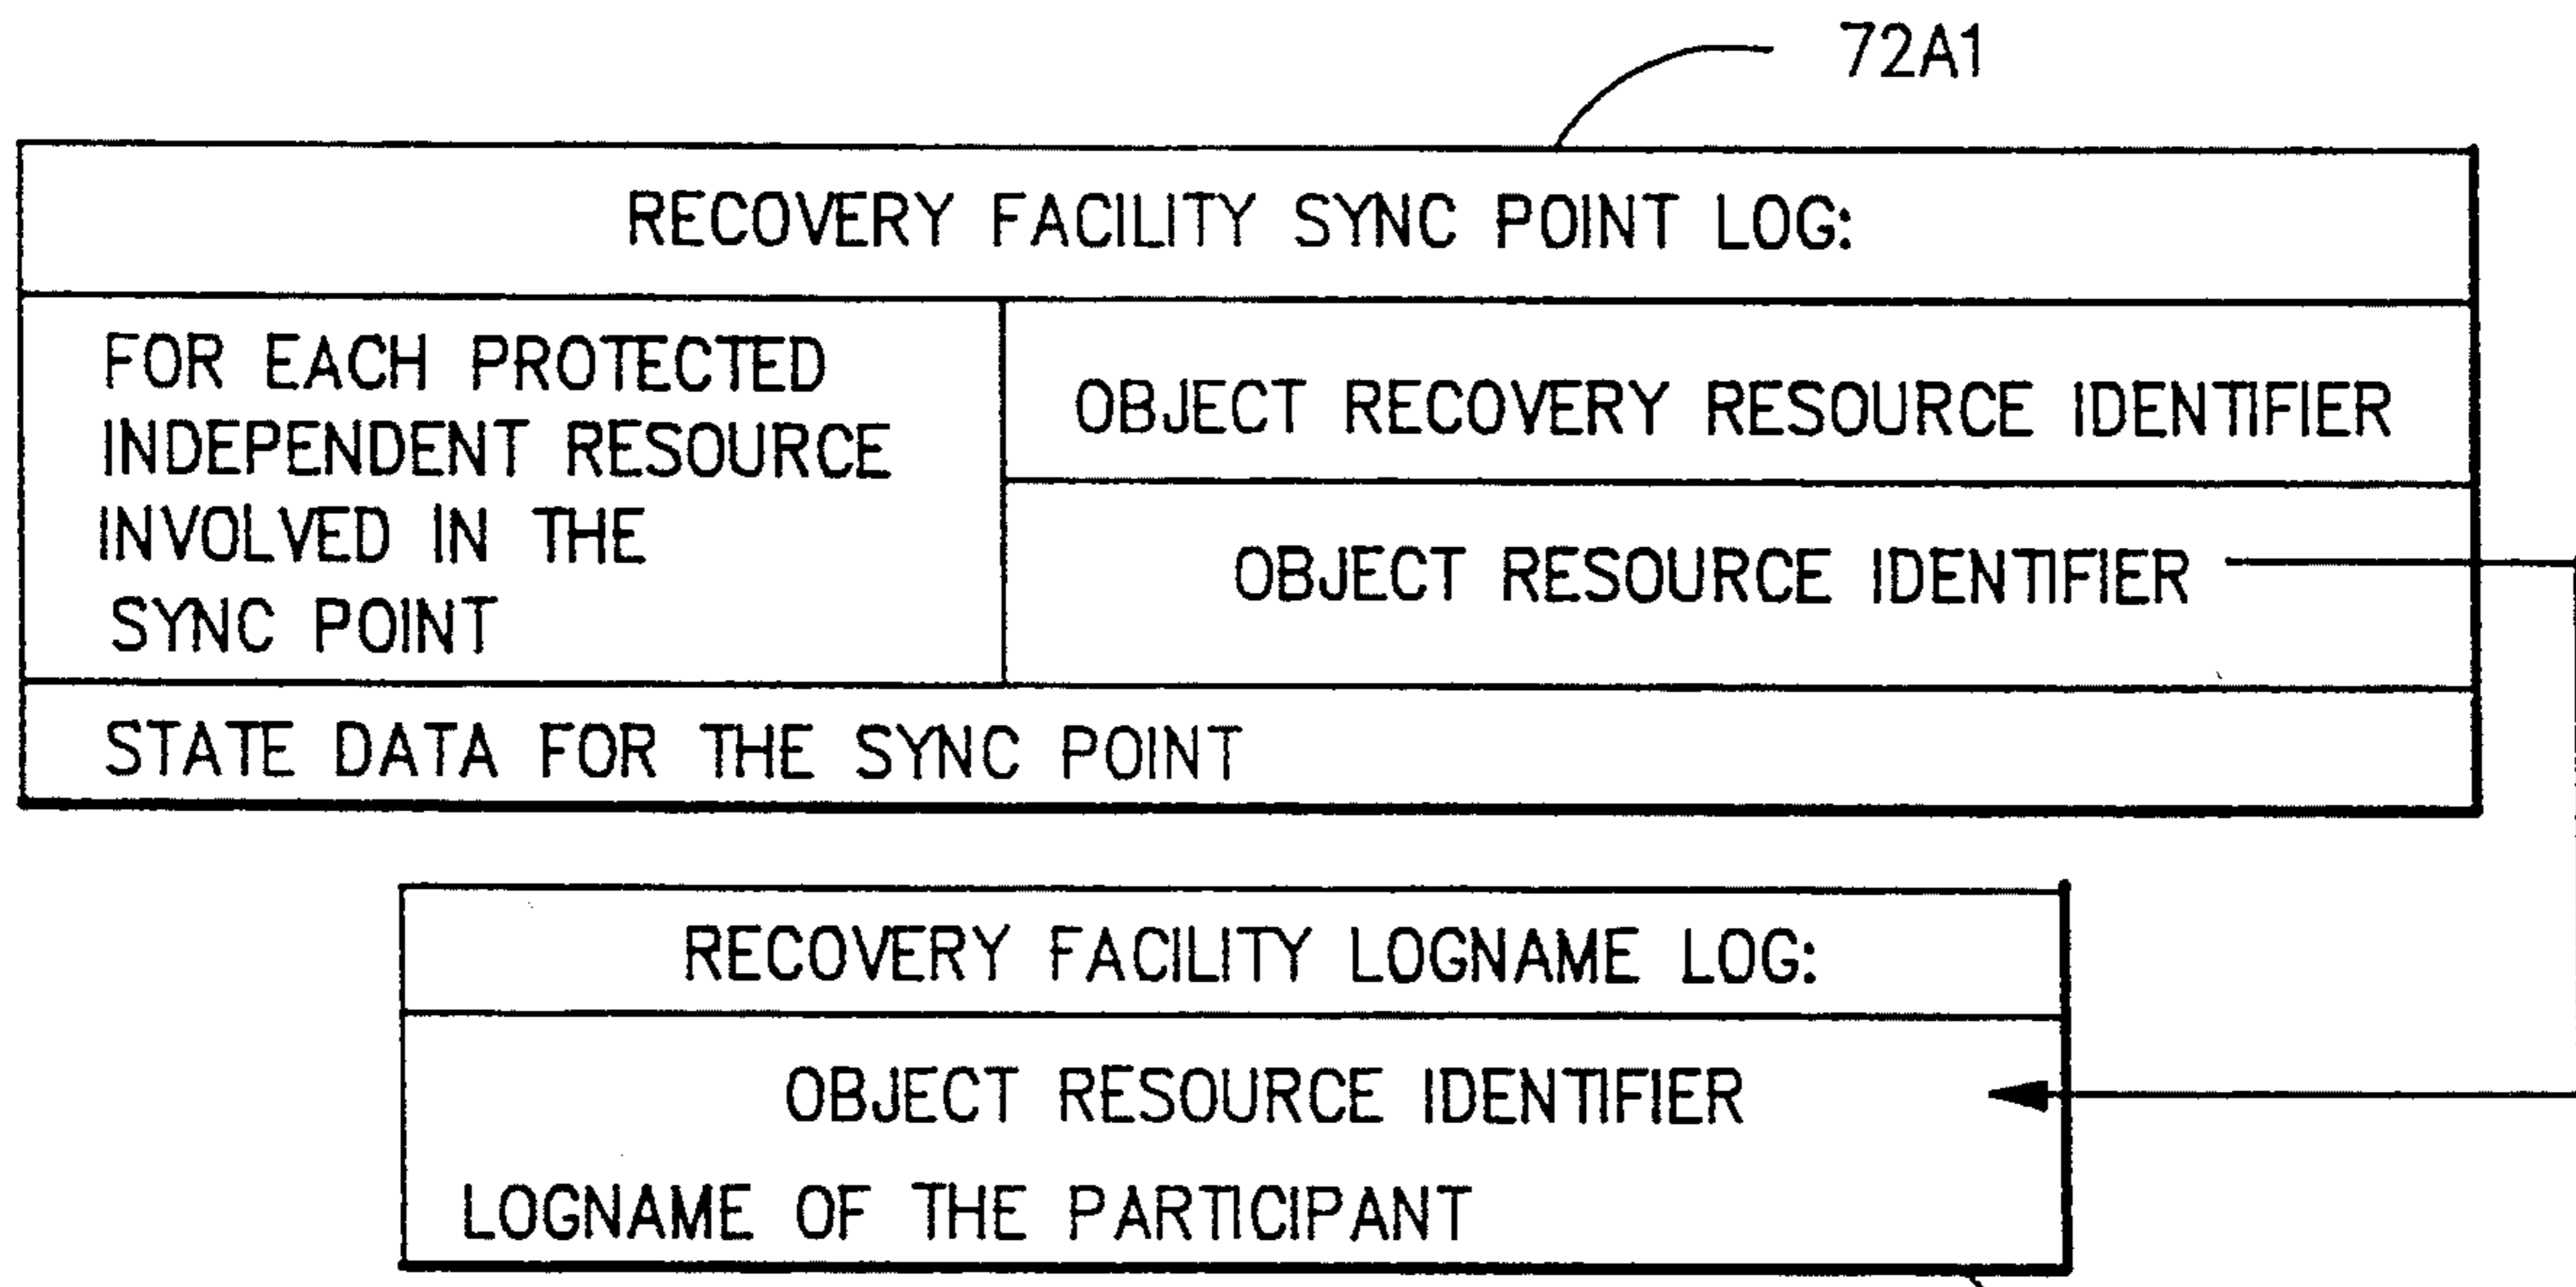 72A1
RECOVERY FACILITY SYNC POINT LOG:
FOR EACH PROTECTED
INDEPENDENT RESOURCE
INVOLVED IN THE
SYNC POINT
OBJECT RECOVERY RESOURCE IDENTIFIER
OBJECT RESOURCE IDENTIFIER
STATE DATA FOR THE SYNC POINT
RECOVERY FACILITY LOGNAME LOG:
OBJECT RESOURCE IDENTIFIER
LOGNAME OF THE PARTICIPANT